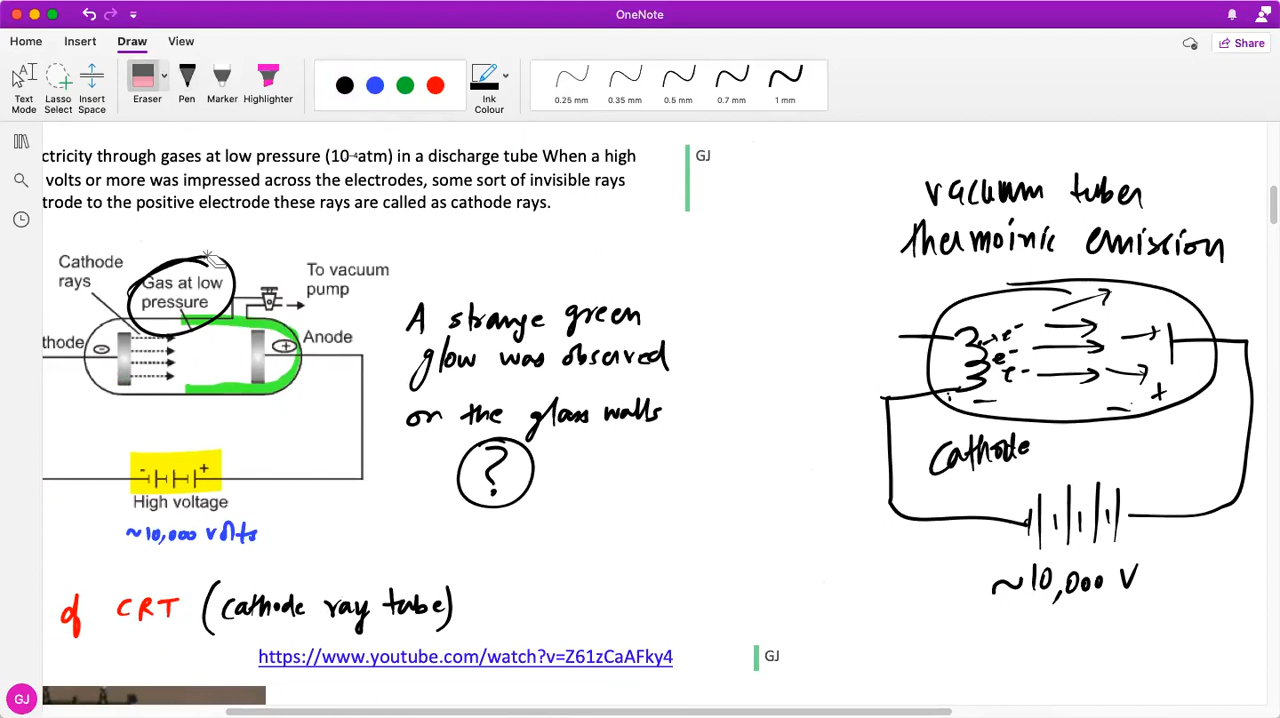 OneNote
Home Insert Draw View
Share
Text Mode
Lasso Select
Insert Space
Eraser
Pen
Marker
Highlighter
Ink Colour
0.25 mm
0.35 mm
0.5 mm
0.7 mm
1 mm
ctricity through gases at low pressure (10-4atm) in a discharge tube When a high
volts or more was impressed across the electrodes, some sort of invisible rays
trode to the positive electrode these rays are called as cathode rays.
GJ
vacuum tuber
thermoinic emission
Cathode
rays
Gas at low
pressure
To vacuum
pump
thode
-
+
Anode
- +
High voltage
~10,000 volts
A strange green
glow was observed
on the glass walls
?
e-
e-
e-
+
-
-
+
cathode
~10,000 V
of CRT (cathode ray tube)
https://www.youtube.com/watch?v=Z61zCaAFky4
GJ
GJ